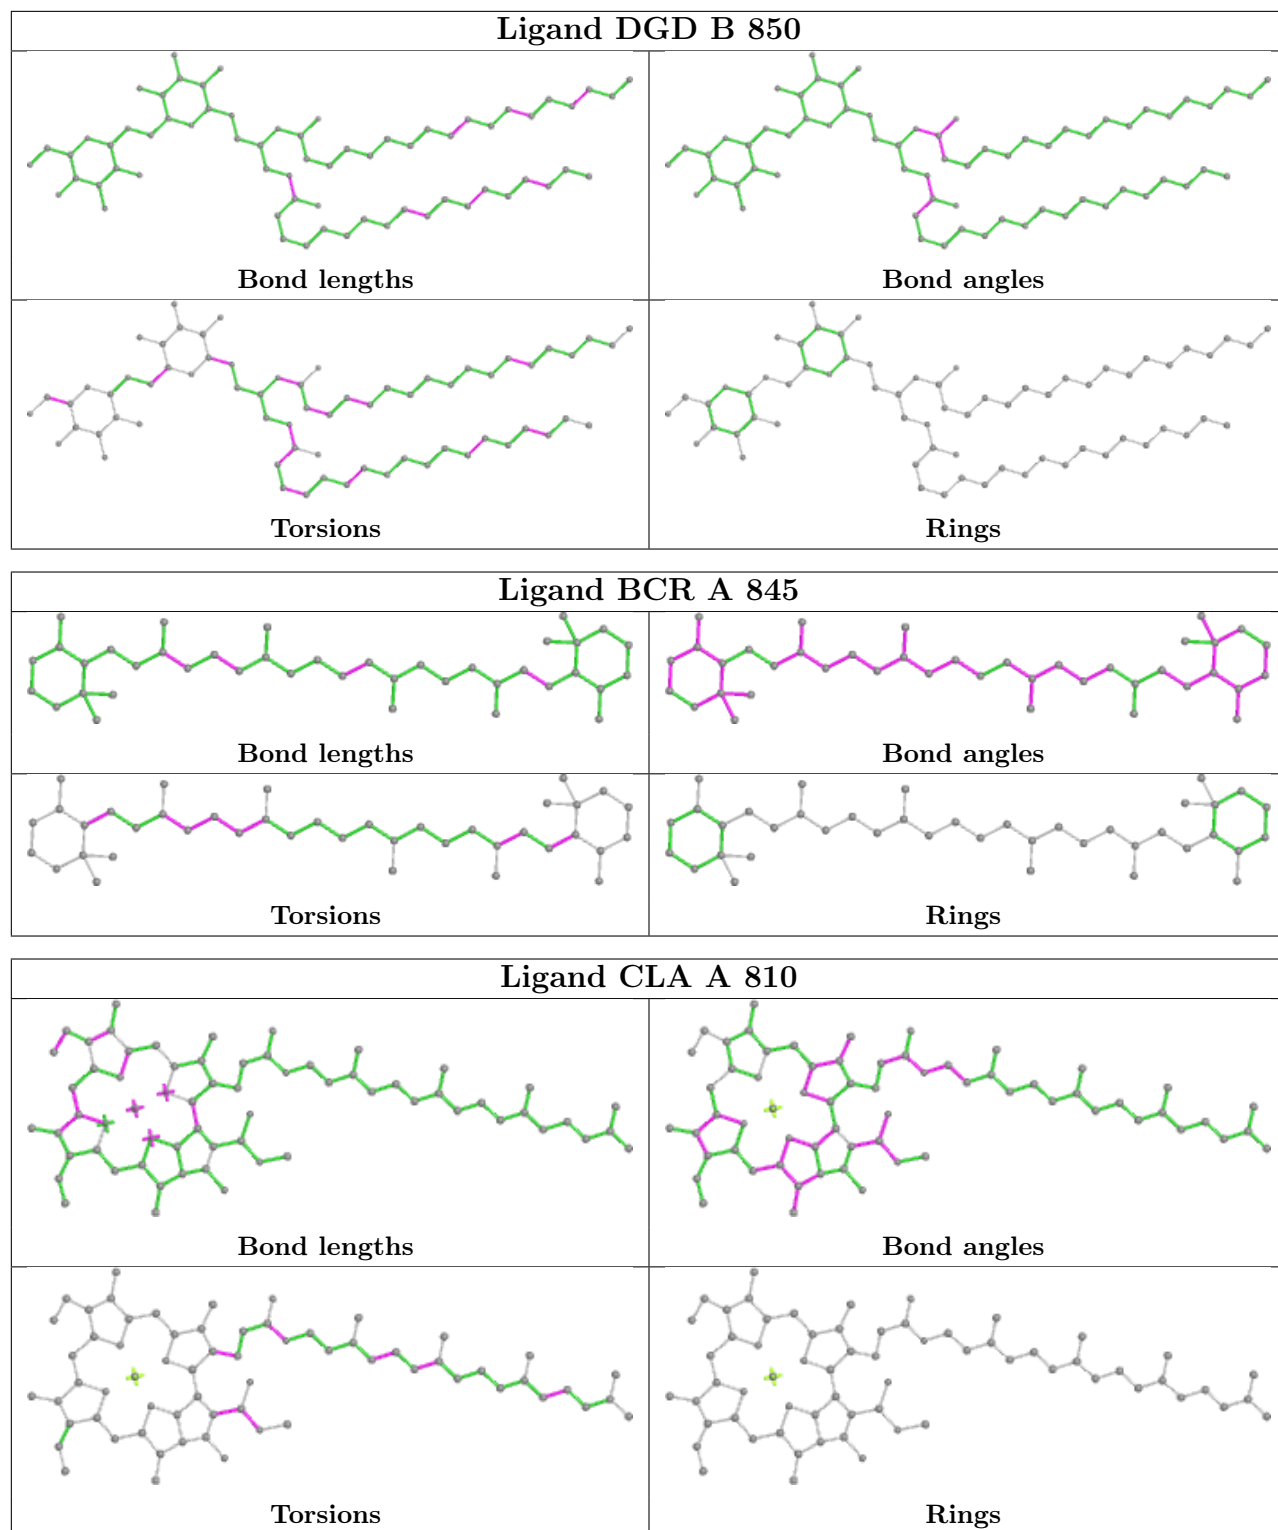 Ligand DGD B 850
Bond lengths
Bond angles
Torsions
Rings
Ligand BCR A 845
Bond lengths
Bond angles
Torsions
Rings
Ligand CLA A 810
Bond lengths
Bond angles
Torsions
Rings